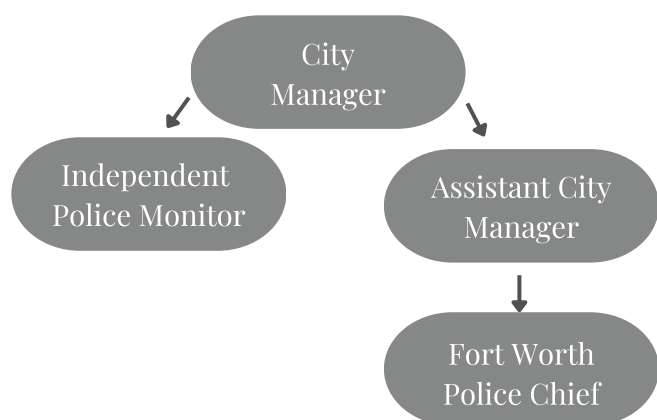 City
Manager
Independent
Police Monitor
Assistant City
Manager
Fort Worth
Police Chief